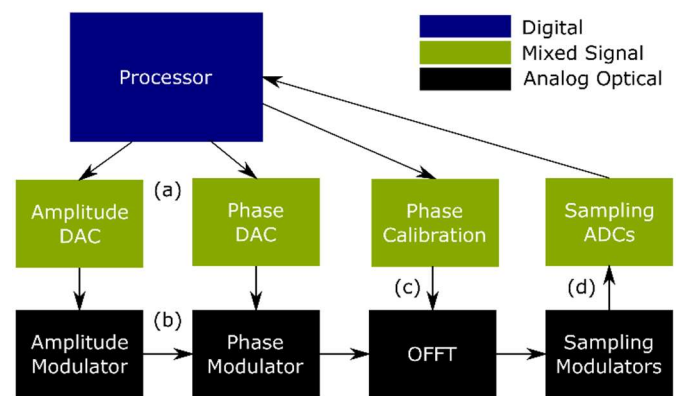 Digital
Mixed Signal
Analog Optical
Processor
(a)
Amplitude
DAC
Phase
DAC
Phase
Calibration
Sampling
ADCs
(b)
(c)
(d)
Amplitude
Modulator
Phase
Modulator
OFFT
Sampling
Modulators